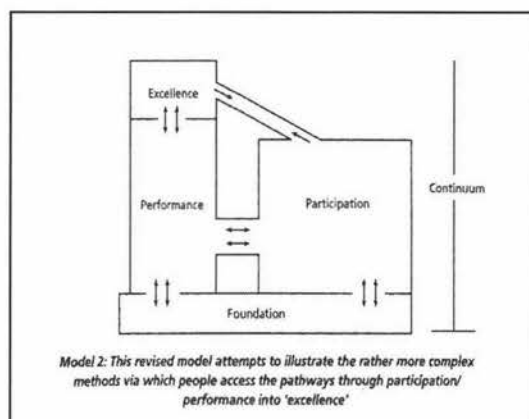 Excellence
Performance
Participation
Continuum
Foundation
Model 2: This revised model attempts to illustrate the rather more complex
methods via which people access the pathways through participation/
performance into 'excellence'